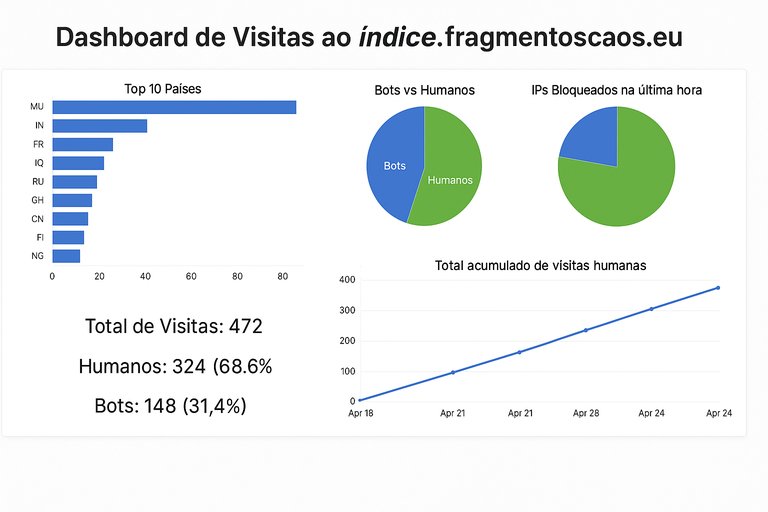 Dashboard de Visitas ao índice.fragmentoscaos.eu
Top 10 Países
MU
IN
FR
IQ
RU
GH
CN
FI
NG
0 20 40 60 80 80
Total de Visitas: 472
Humanos: 324 (68.6%
Bots: 148 (31,4%)
Bots vs Humanos
Bots
Humanos
IPs Bloqueados na última hora
Total acumulado de visitas humanas
400
300
200
100
0
Apr 18 Apr 21 Apr 21 Apr 28 Apr 24 Apr 24